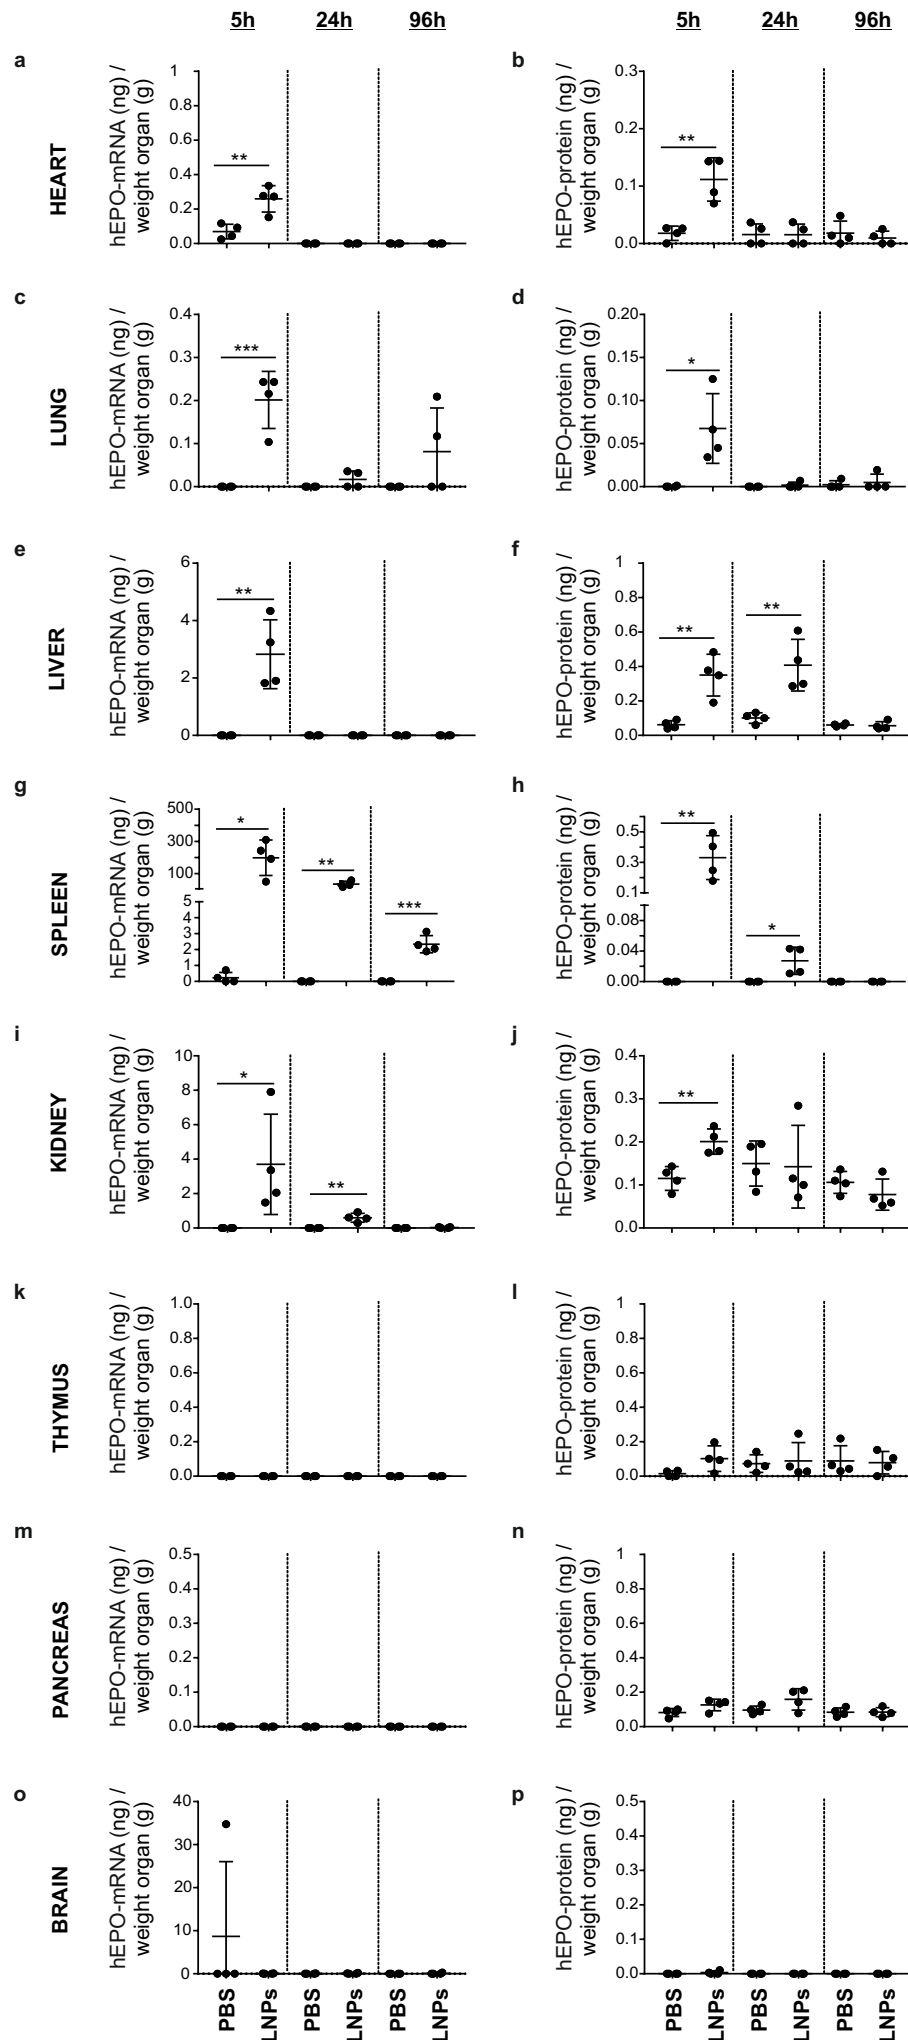 5h 24h 96h 5h 24h 96h
a b
HEART
hEPO-mRNA (ng) /
weight organ (g)
1
0.8
0.6
0.4
0.2
0.0
**
hEPO-protein (ng) /
weight organ (g)
0.3
0.2
0.1
0.0
**
c d
LUNG
hEPO-mRNA (ng) /
weight organ (g)
0.4
0.3
0.2
0.1
0.0
***
hEPO-protein (ng) /
weight organ (g)
0.20
0.15
0.10
0.05
0.00
*
e f
LIVER
hEPO-mRNA (ng) /
weight organ (g)
6
4
2
0
**
hEPO-protein (ng) /
weight organ (g)
1
0.8
0.6
0.4
0.2
0.0
**
**
g h
SPLEEN
hEPO-mRNA (ng) /
weight organ (g)
500
300
100
5
4
3
2
1
0
*
**
***
hEPO-protein (ng) /
weight organ (g)
0.5
0.3
0.1
0.08
0.04
0.00
**
*
i j
KIDNEY
hEPO-mRNA (ng) /
weight organ (g)
10
8
6
4
2
0
*
**
hEPO-protein (ng) /
weight organ (g)
0.4
0.3
0.2
0.1
0.0
**
k l
THYMUS
hEPO-mRNA (ng) /
weight organ (g)
1.0
0.8
0.6
0.4
0.2
0.0
hEPO-protein (ng) /
weight organ (g)
1
0.8
0.6
0.4
0.2
0.0
m n
PANCREAS
hEPO-mRNA (ng) /
weight organ (g)
0.5
0.4
0.3
0.2
0.1
0.0
hEPO-protein (ng) /
weight organ (g)
1
0.8
0.6
0.4
0.2
0.0
o p
BRAIN
hEPO-mRNA (ng) /
weight organ (g)
40
30
20
10
0
hEPO-protein (ng) /
weight organ (g)
0.5
0.4
0.3
0.2
0.1
0.0
PBS LNPs PBS LNPs PBS LNPs PBS LNPs PBS LNPs PBS LNPs